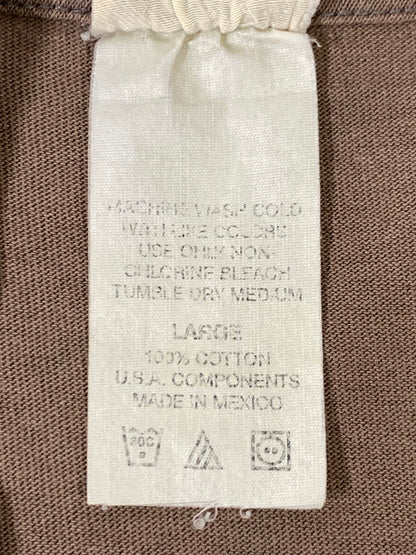 MACHINE WASH COLD
WITH LIKE COLORS
USE ONLY NON-
CHLORINE BLEACH
TUMBLE DRY MEDIUM
LARGE
100% COTTON
U.S.A. COMPONENTS
MADE IN MEXICO
30C